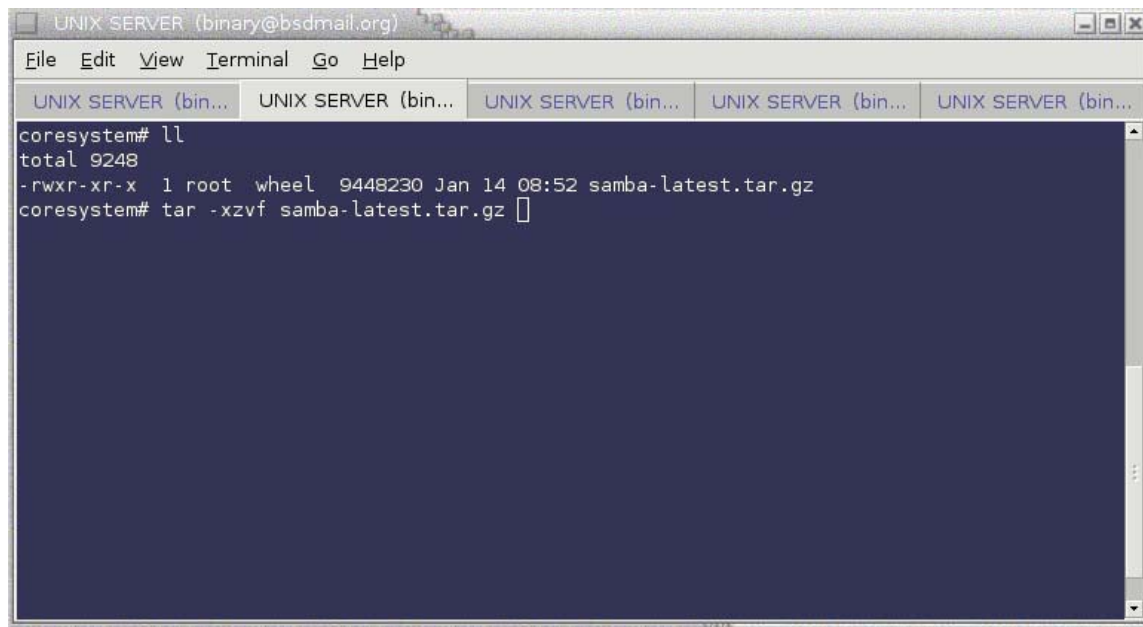 UNIX SERVER (binary@bsdmail.org)
File Edit View Terminal Go Help
UNIX SERVER (bin... UNIX SERVER (bin... UNIX SERVER (bin... UNIX SERVER (bin... UNIX SERVER (bin...
coresystem# ll
total 9248
-rwxr-xr-x 1 root wheel 9448230 Jan 14 08:52 samba-latest.tar.gz
coresystem# tar -xzvf samba-latest.tar.gz